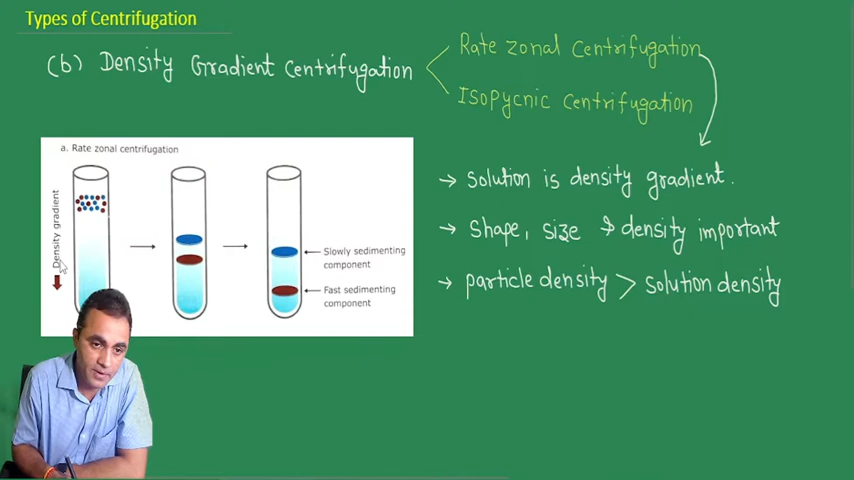 Types of Centrifugation
(b) Density Gradient Centrifugation
Rate zonal Centrifugation
Isopycnic Centrifugation
a. Rate zonal centrifugation
Density gradient
Slowly sedimenting
component
Fast sedimenting
component
→ solution is density gradient.
→ shape, size & density important
→ particle density > solution density